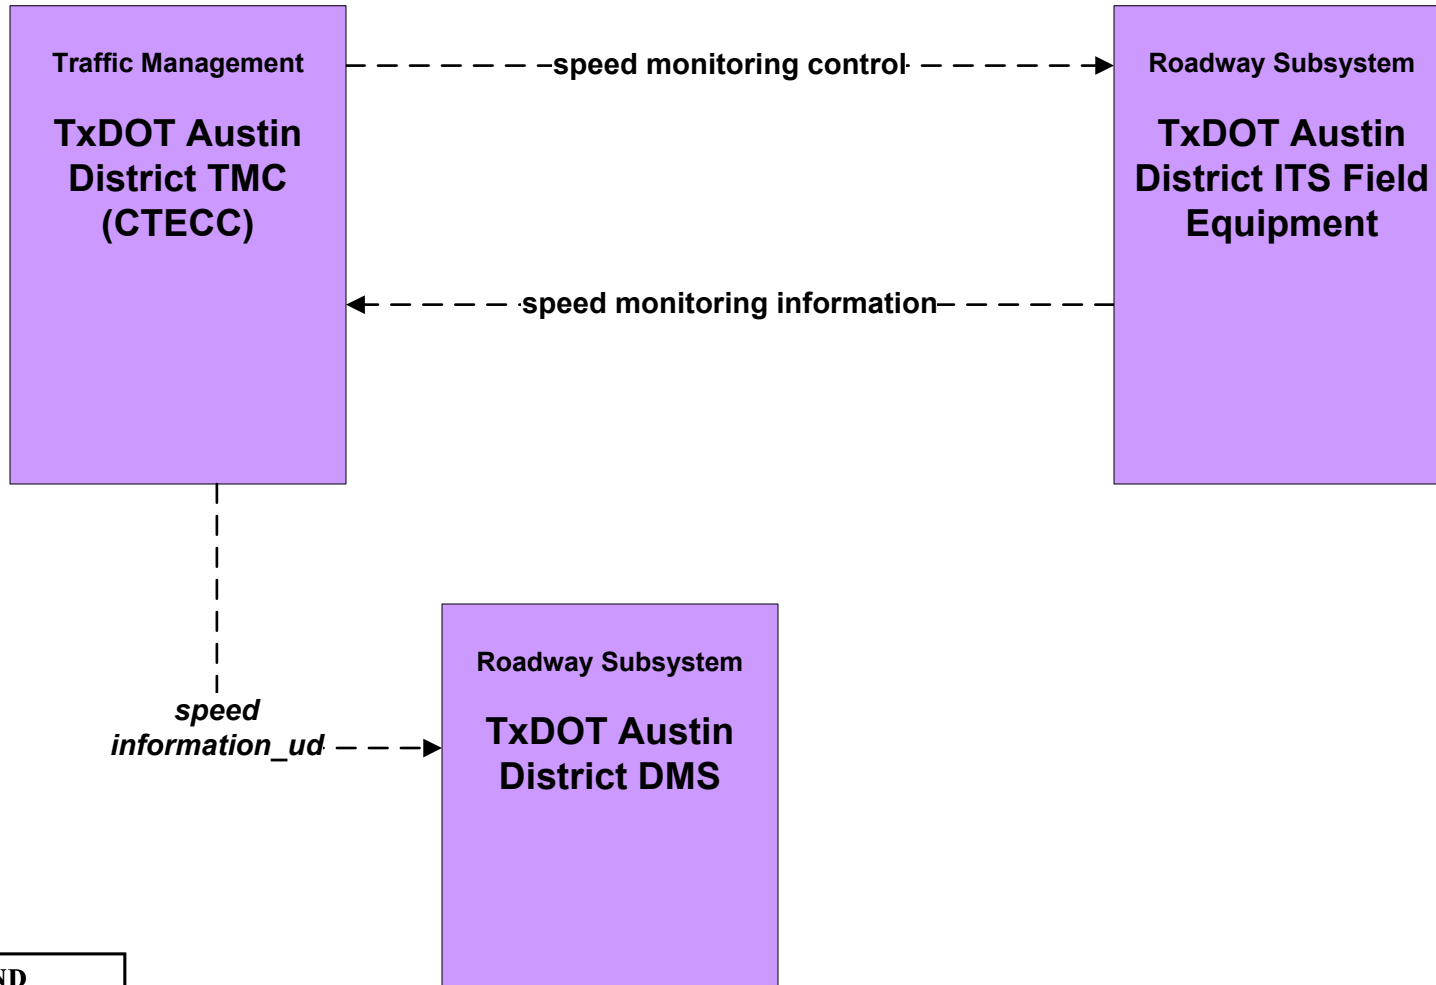 Traffic Management
TxDOT Austin
District TMC
(CTECC)
speed monitoring control
Roadway Subsystem
TxDOT Austin
District ITS Field
Equipment
speed monitoring information
speed
information_ud
Roadway Subsystem
TxDOT Austin
District DMS